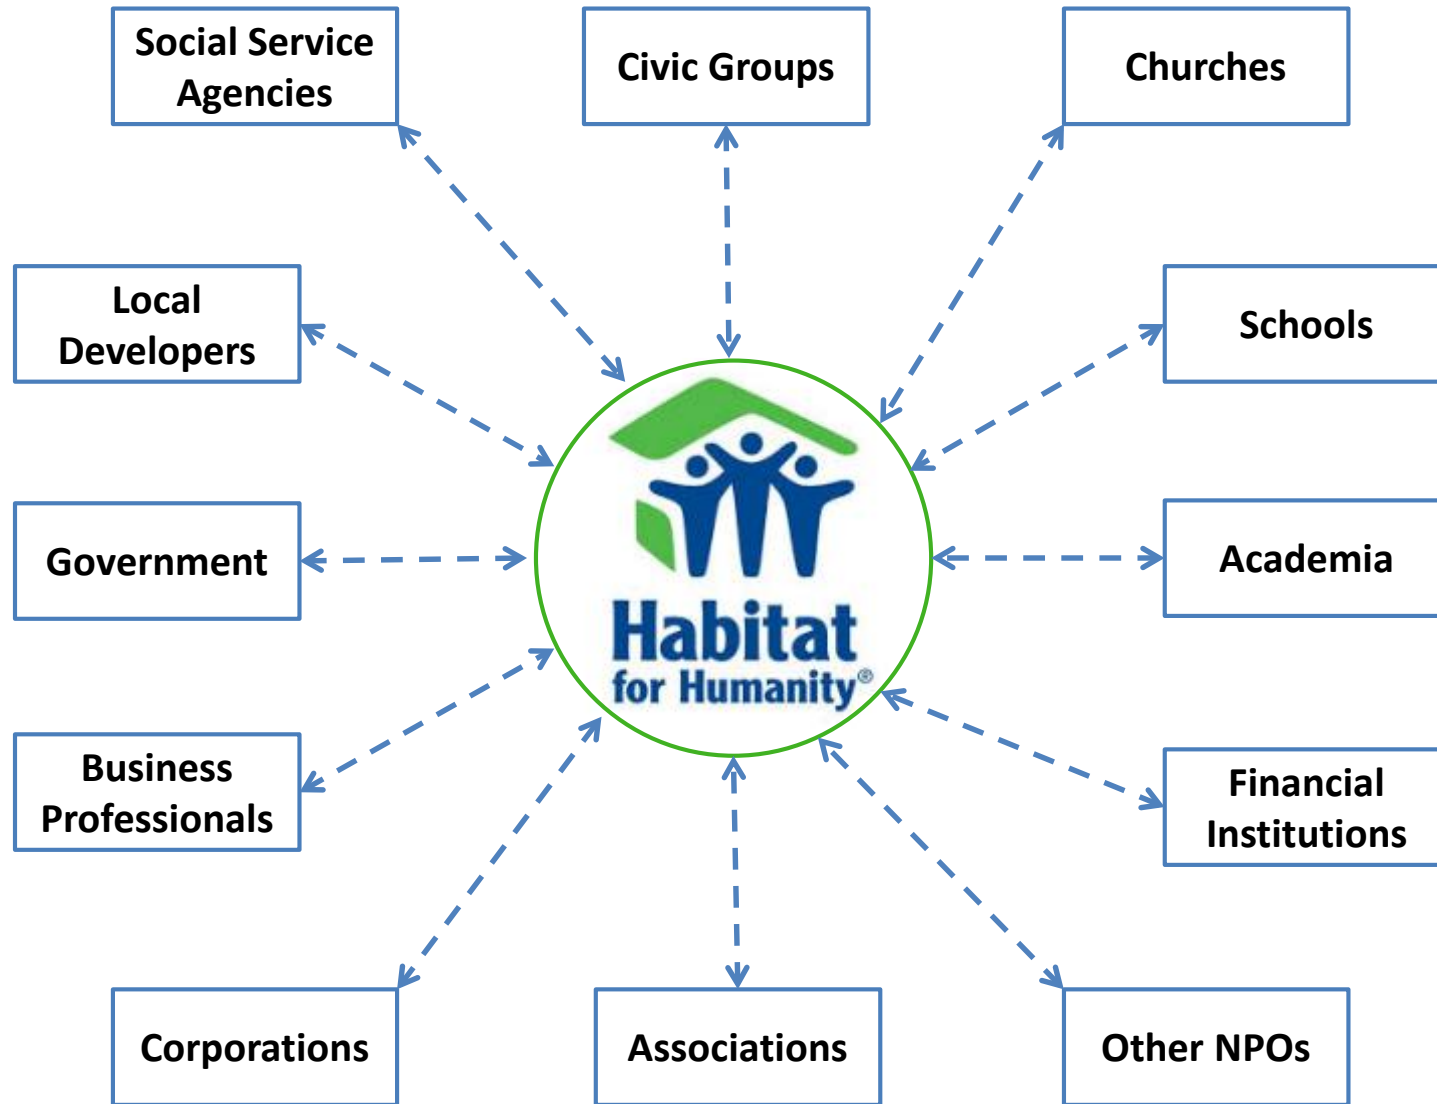 Social Service
Agencies
Civic Groups
Churches
Local
Developers
Schools
Government
Academia
Habitat
for Humanity®
Business
Professionals
Financial
Institutions
Corporations
Associations
Other NPOs